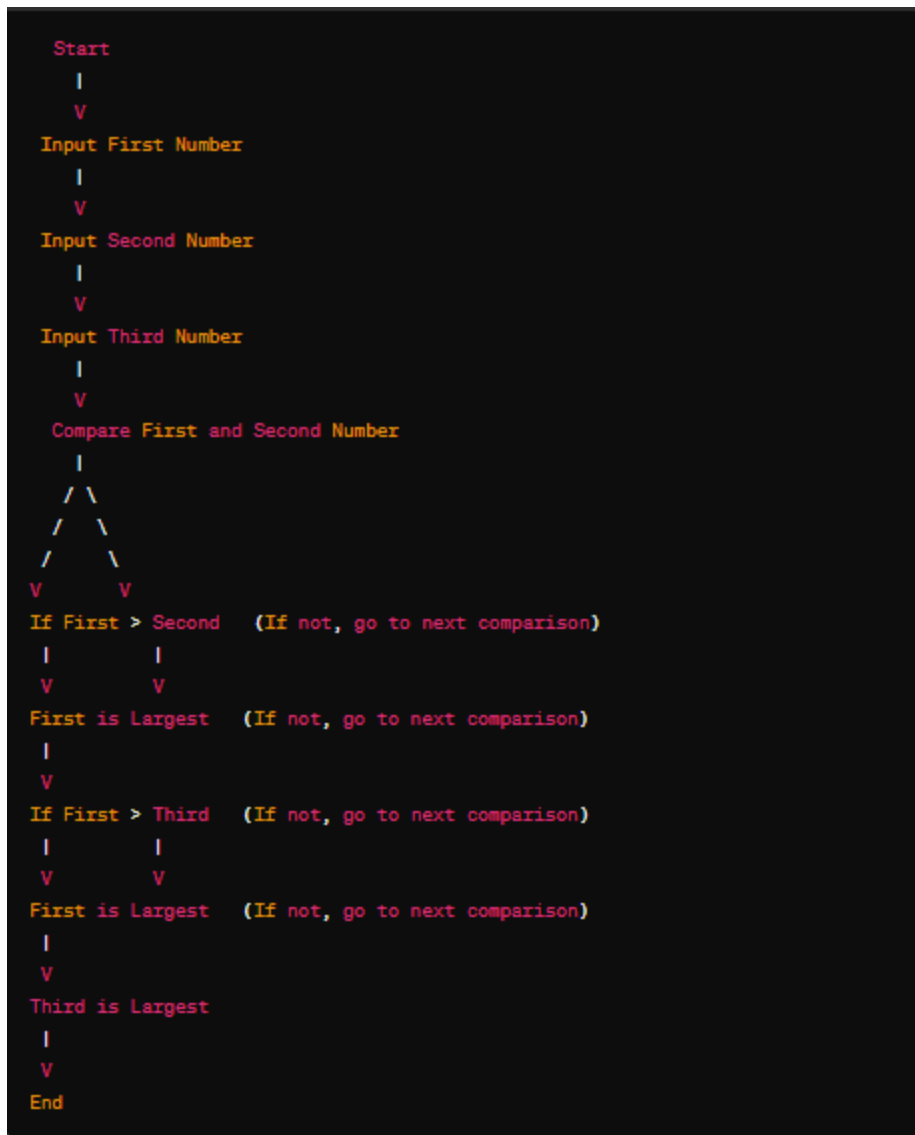 Start
|
V
Input First Number
|
V
Input Second Number
|
V
Input Third Number
|
V
Compare First and Second Number
|
/ \
/   \
/     \
V       V
If First > Second   (If not, go to next comparison)
|         |
V         V
First is Largest   (If not, go to next comparison)
|
V
If First > Third   (If not, go to next comparison)
|         |
V         V
First is Largest   (If not, go to next comparison)
|
V
Third is Largest
|
V
End